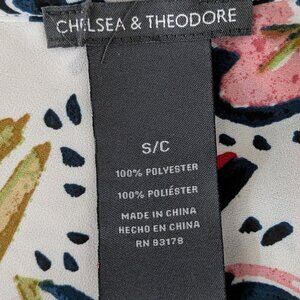 CHELSEA & THEODORE
S/C
100% POLYESTER
100% POLIÉSTER
MADE IN CHINA
HECHO EN CHINA
RN 93178